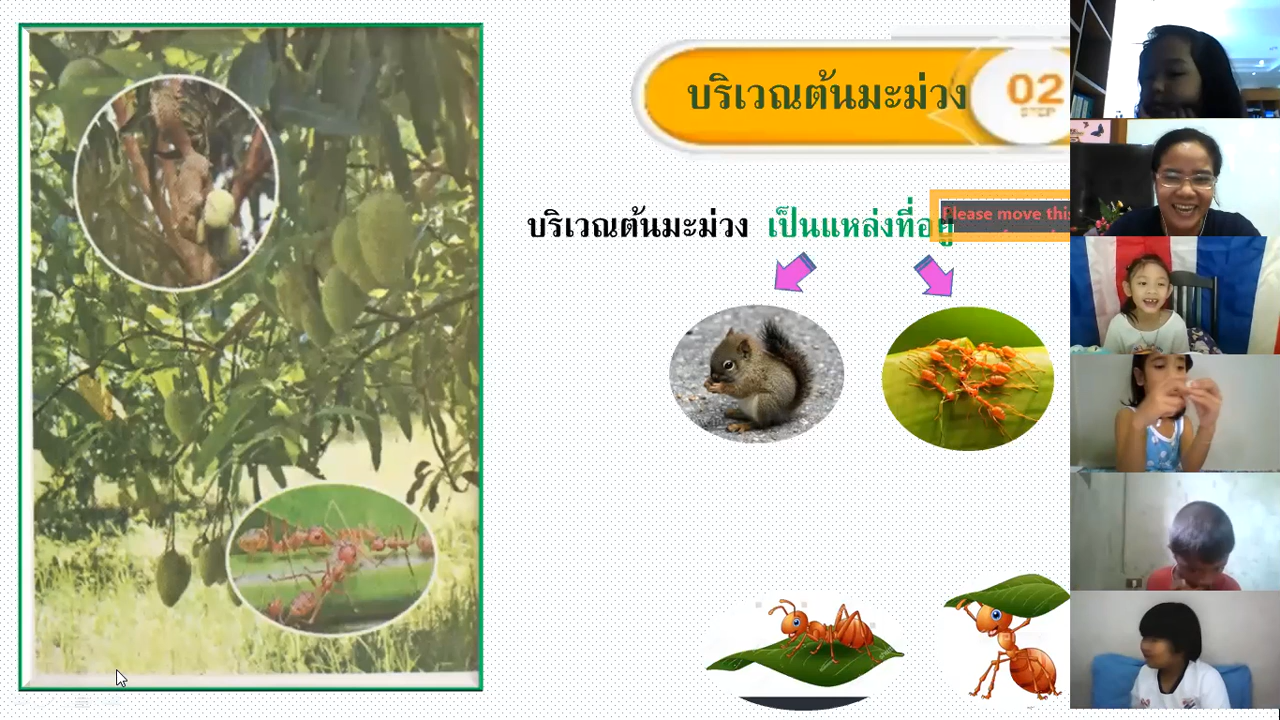 บริเวณต้นมะม่วง
02
STEP
บริเวณต้นมะม่วง เป็นแหล่งที่อยู่
Please move this